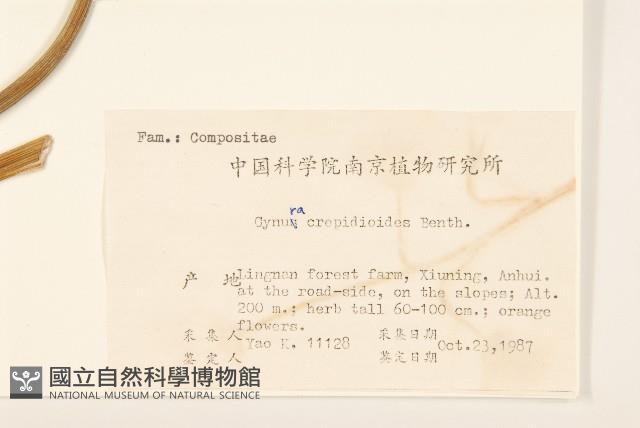 Fam.: Compositae
中国科学院南京植物研究所
Gynura crepidioides Benth.
产 地 Lingnan forest farm, Xiuning, Anhui.
at the road-side, on the slopes; Alt.
200 m.; herb tall 60-100 cm.; orange
flowers.
采集人 Yao K. 11128 采集日期 Oct.23,1987
鉴定人 鉴定日期
國立自然科學博物館
NATIONAL MUSEUM OF NATURAL SCIENCE